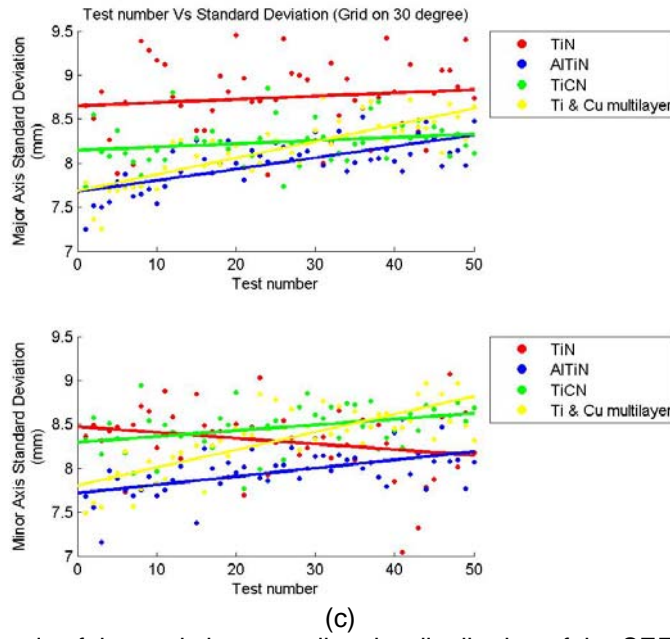 Test number Vs Standard Deviation (Grid on 30 degree)
9.5
9
8.5
8
7.5
7
Major Axis Standard Deviation
(mm)
0
10
20
30
40
50
Test number
TiN
AlTiN
TiCN
Ti & Cu multilayer
9.5
9
8.5
8
7.5
7
Minor Axis Standard Deviation
(mm)
0
10
20
30
40
50
Test number
TiN
AlTiN
TiCN
Ti & Cu multilayer
(c)